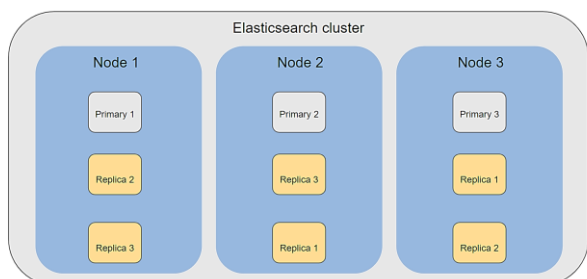 Elasticsearch cluster
Node 1
Node 2
Node 3
Primary 1
Primary 2
Primary 3
Replica 2
Replica 3
Replica 1
Replica 3
Replica 1
Replica 2